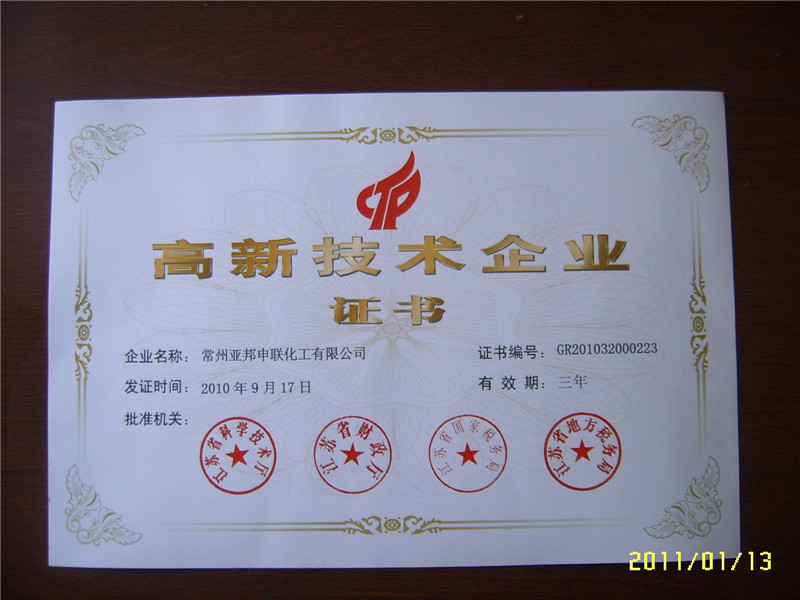 CTP
高新技术企业
证书
企业名称： 常州亚邦申联化工有限公司
证书编号： GR201032000223
发证时间： 2010年9月17日
有 效 期： 三年
批准机关：
江苏省科学技术厅
江苏省财政厅
江苏省国家税务局
江苏省地方税务局
2011/01/13